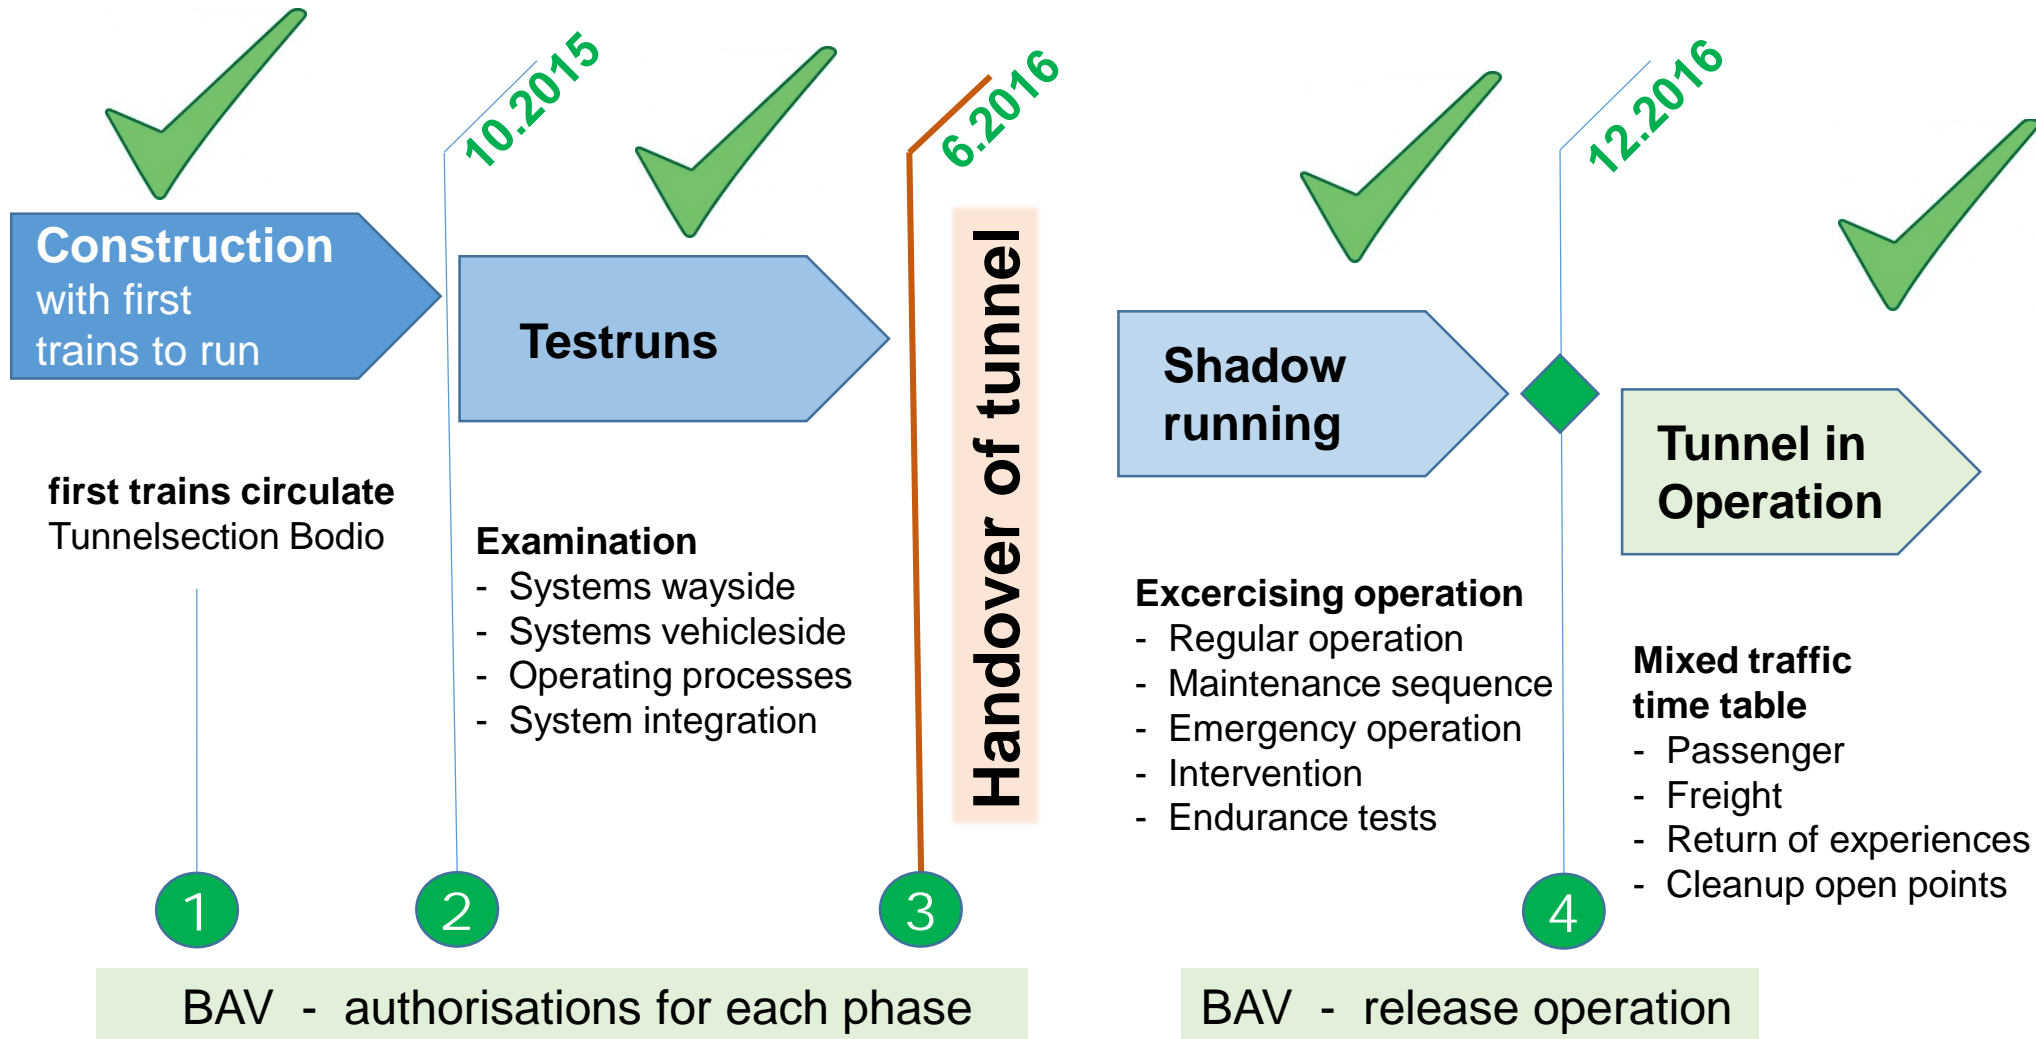 10.2015
6.2016
12.2016
Construction
with first
trains to run
Testruns
Handover of tunnel
Shadow
running
Tunnel in
Operation
first trains circulate
Tunnelsection Bodio
Examination
- Systems wayside
- Systems vehicleside
- Operating processes
- System integration
Excercising operation
- Regular operation
- Maintenance sequence
- Emergency operation
- Intervention
- Endurance tests
Mixed traffic
time table
- Passenger
- Freight
- Return of experiences
- Cleanup open points
1
2
3
4
BAV - authorisations for each phase
BAV - release operation